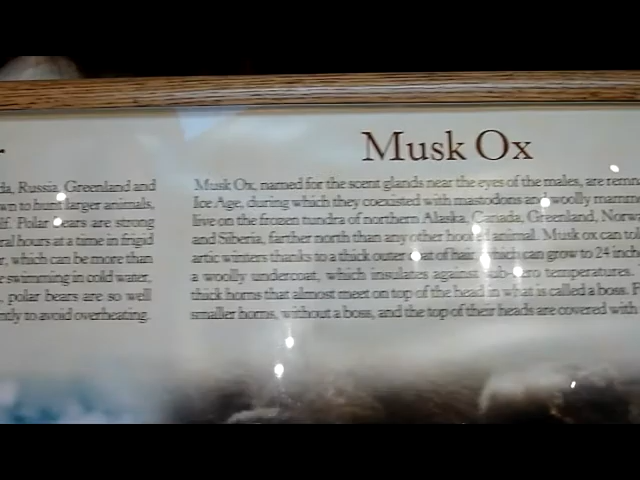 Musk Ox
da, Russia, Greenland and
wn to hunt larger animals,
lf. Polar bears are strong
ral hours at a time in frigid
r, which can be more than
e swimming in cold water.
, polar bears are so well
ntly to avoid overheating.
Musk Ox, named for the scent glands near the eyes of the males, are remna
Ice Age, during which they coexisted with mastodons and woolly mamm
live on the frozen tundra of northern Alaska, Canada, Greenland, Norw
and Siberia, farther north than any other hoofed animal. Musk ox can tol
artic winters thanks to a thick outer coat of hair which can grow to 24 inch
a woolly undercoat, which insulates against sub-zero temperatures.
thick horns that almost meet on top of the head in what is called a boss. F
smaller horns, without a boss, and the top of their heads are covered with